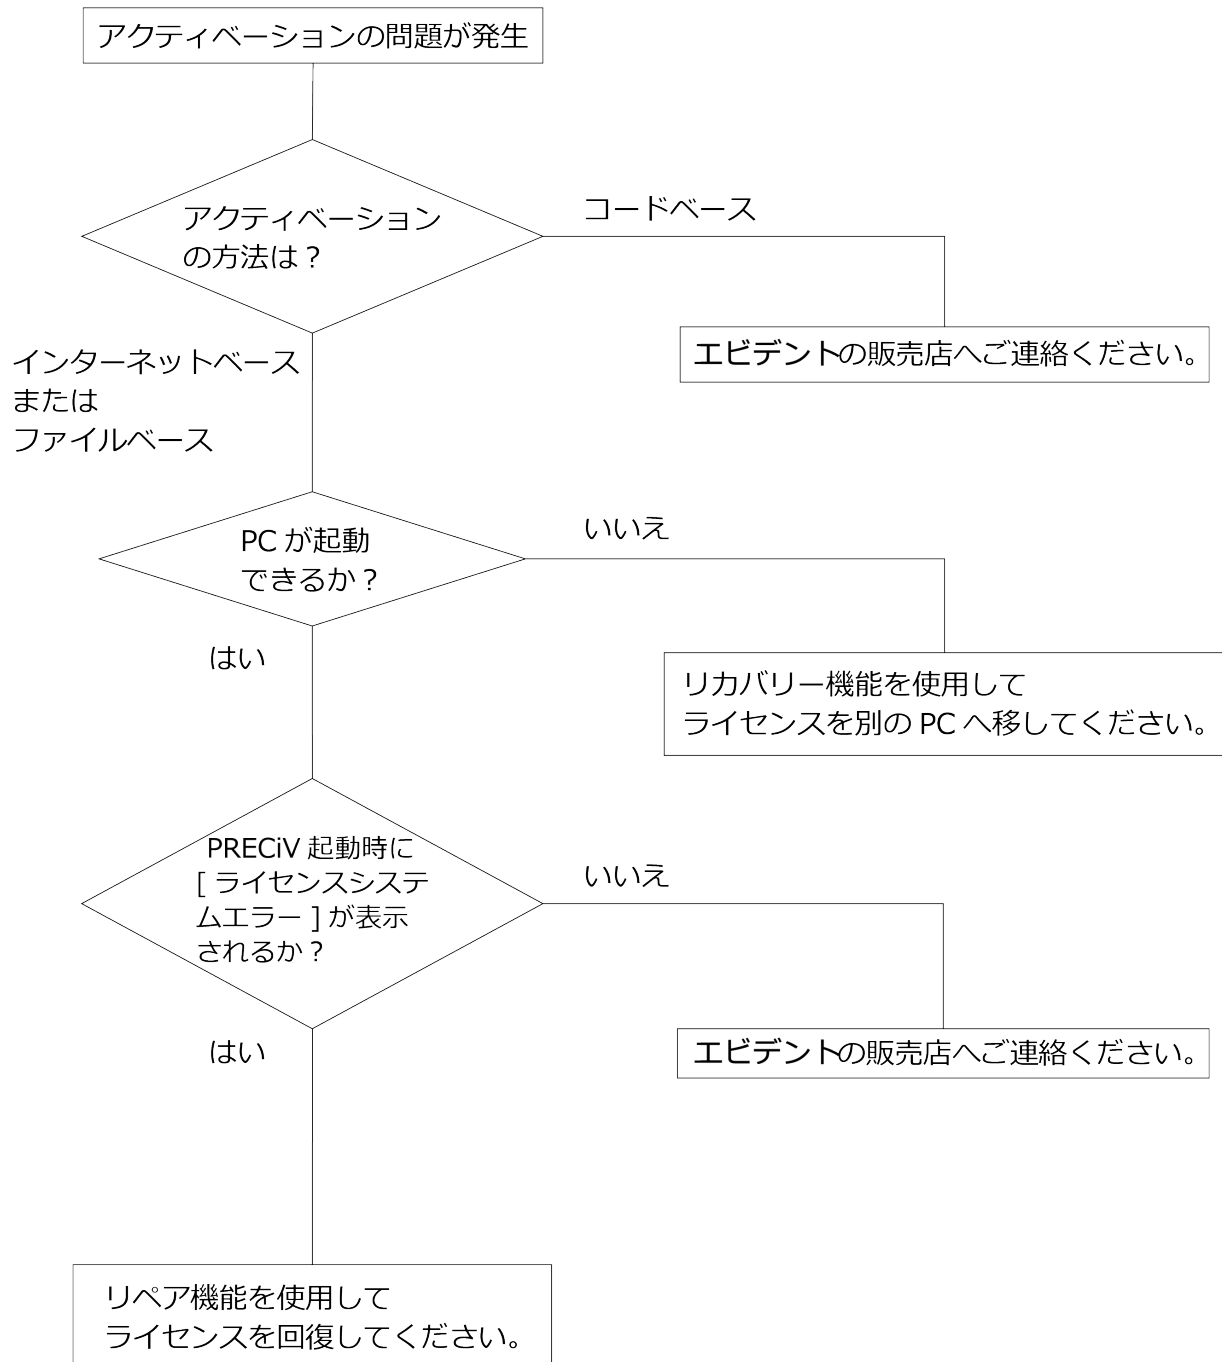 アクティベーションの問題が発生
アクティベーション
の方法は？
コードベース
エビデントの販売店へご連絡ください。
インターネットベース
または
ファイルベース
PC が起動
できるか？
いいえ
はい
リカバリー機能を使用して
ライセンスを別の PC へ移してください。
PRECiV 起動時に
[ ライセンスシステ
ムエラー ] が表示
されるか？
いいえ
はい
エビデントの販売店へご連絡ください。
リペア機能を使用して
ライセンスを回復してください。